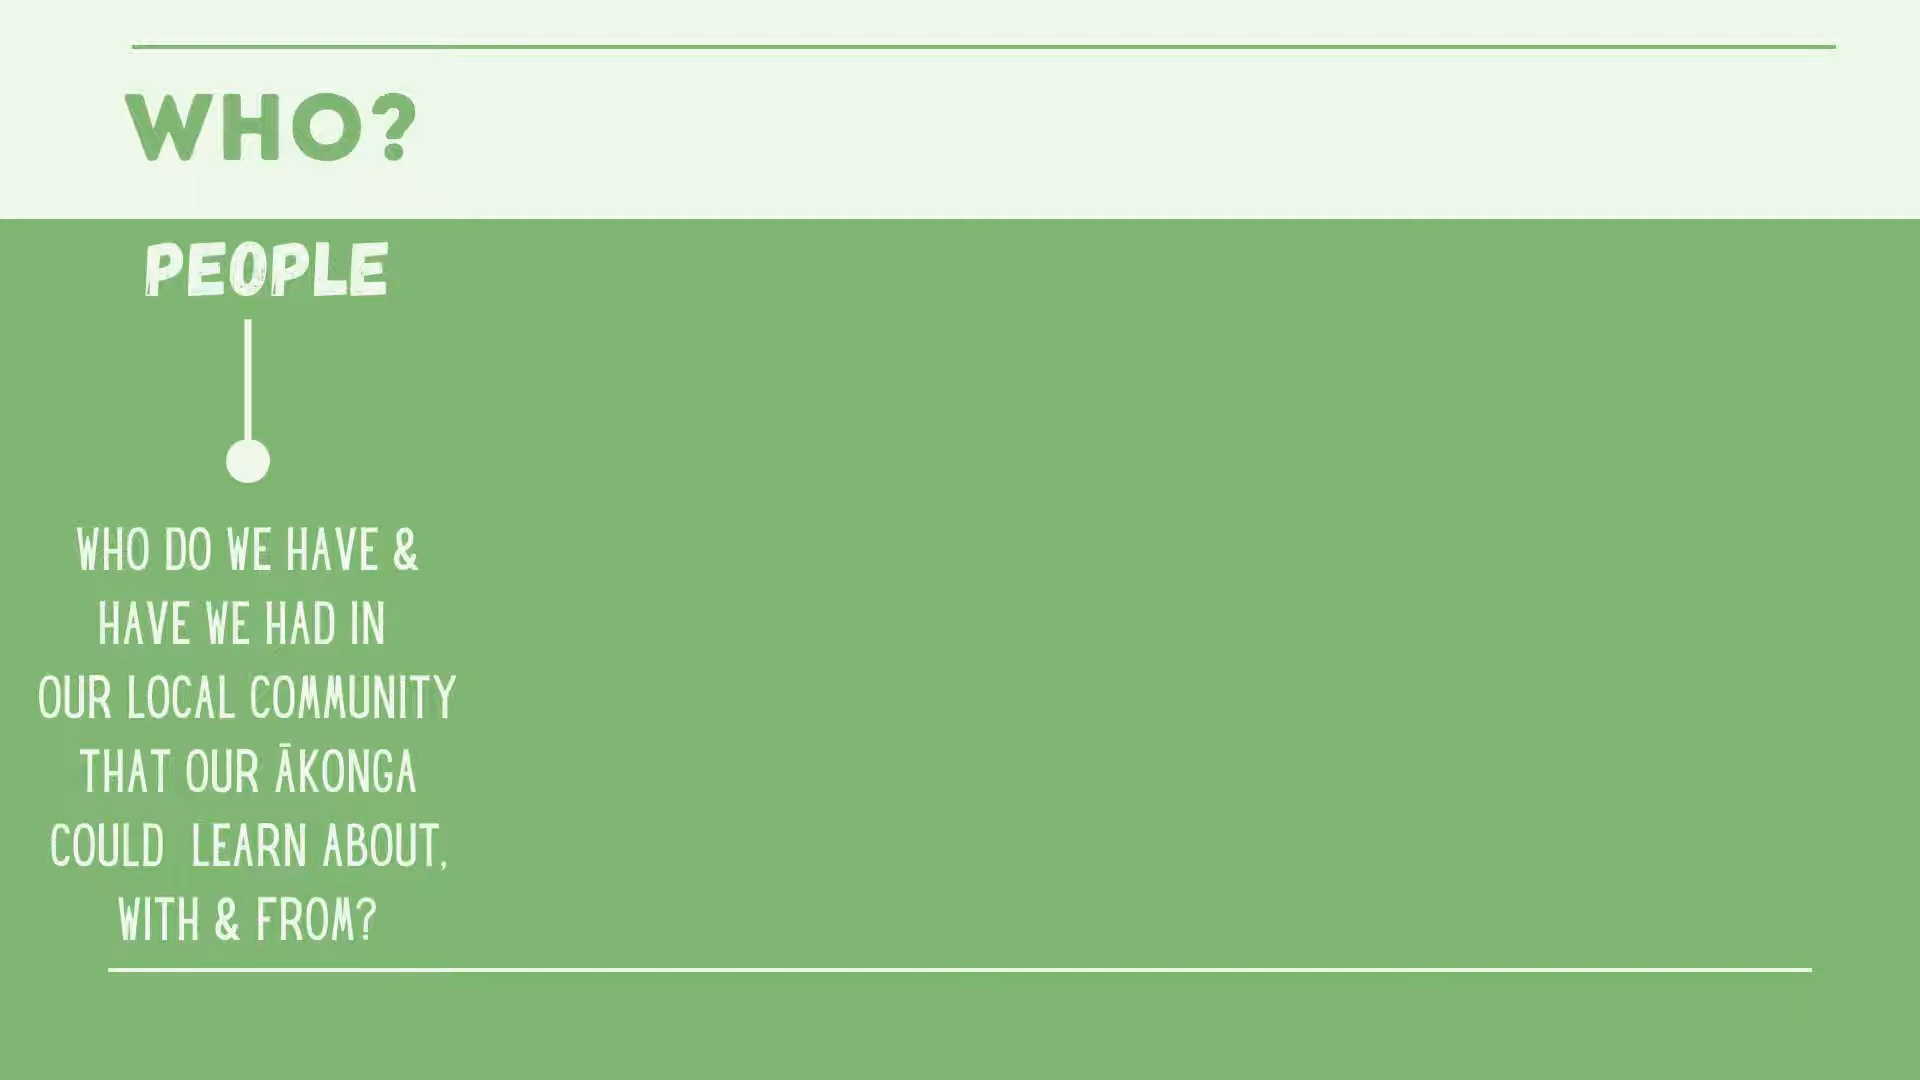 WHO?
PEOPLE
WHO DO WE HAVE &
HAVE WE HAD IN
OUR LOCAL COMMUNITY
THAT OUR ĀKONGA
COULD LEARN ABOUT,
WITH & FROM?